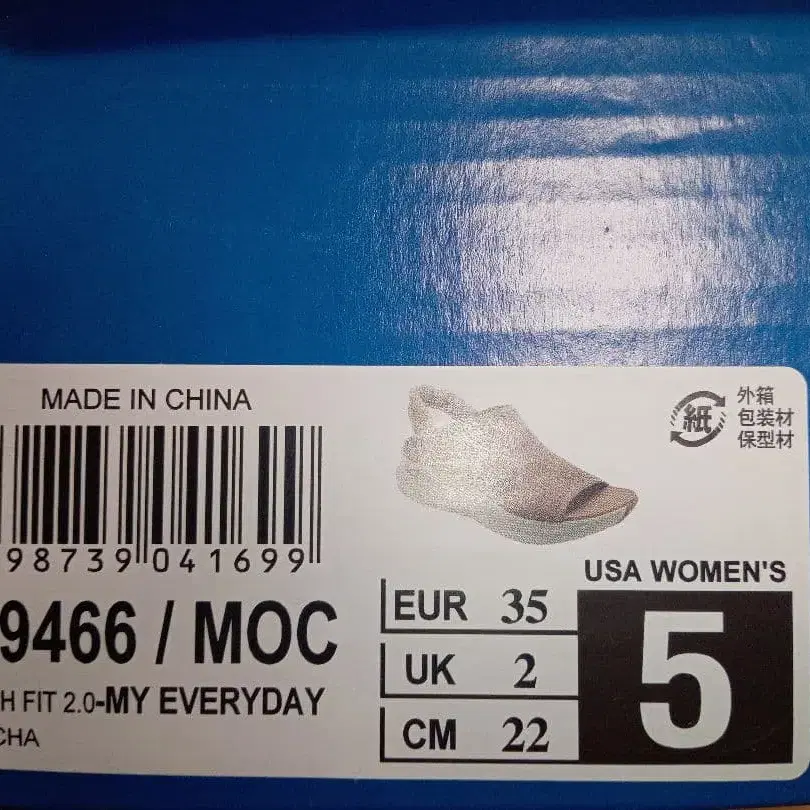 MADE IN CHINA
98739 041699
9466 / MOC
H FIT 2.0-MY EVERYDAY
CHA
紙
外箱
包装材
保型材
USA WOMEN'S
5
EUR 35
UK 2
CM 22